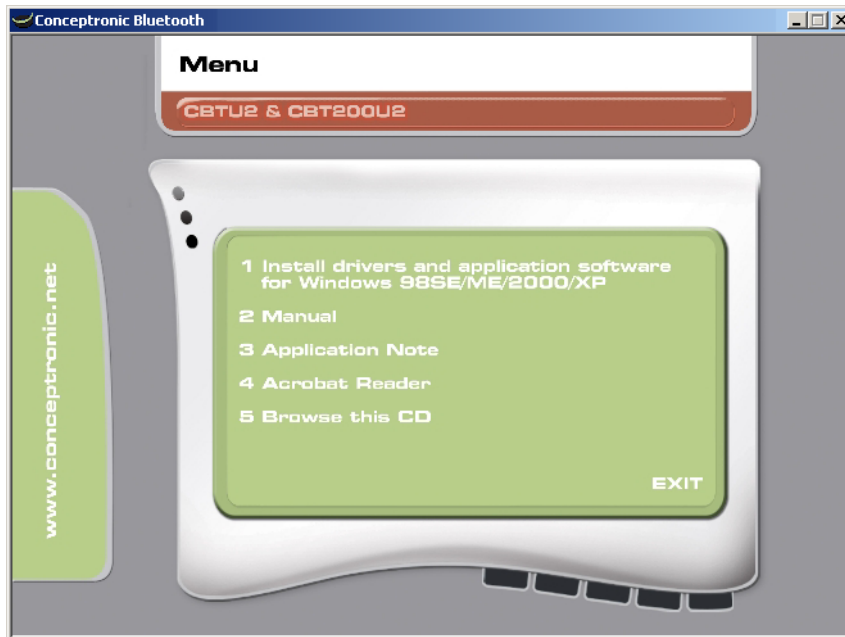 Conceptronic Bluetooth
Menu
CBTU2 & CBT200U2
1 Install drivers and application software
for Windows 98SE/ME/2000/XP
2 Manual
3 Application Note
4 Acrobat Reader
5 Browse this CD
EXIT
www.conceptronic.net